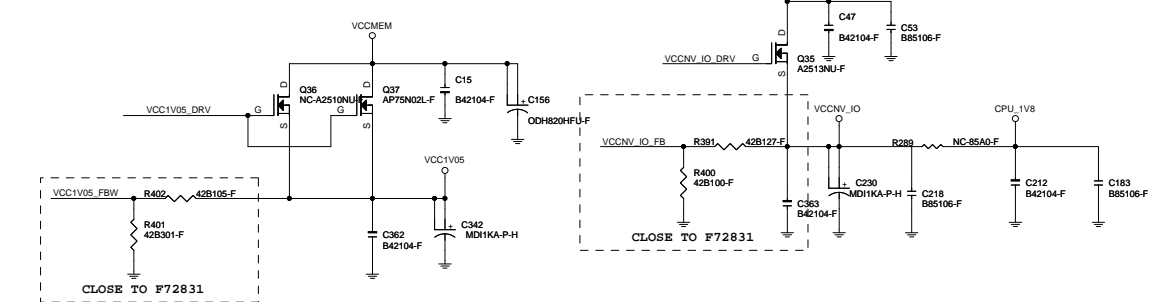 VCCMEM
Q36
NC-A2510NU-F
D
G
S
Q37
AP75N02L-F
D
G
S
C15
B42104-F
C156
ODH820HFU-F
VCC1V05_DRV
VCC1V05
VCC1V05_FBW
R402
42B105-F
R401
42B301-F
C362
B42104-F
C342
MDI1KA-P-H
CLOSE TO F72831
C47
B42104-F
C53
B85106-F
VCCNV_IO_DRV
D
G
S
Q35
A2513NU-F
VCCNV_IO
CPU_1V8
VCCNV_IO_FB
R391
42B127-F
R289
NC-85A0-F
R400
42B100-F
C363
B42104-F
C230
MDI1KA-P-H
C218
B85106-F
C212
B42104-F
C183
B85106-F
CLOSE TO F72831